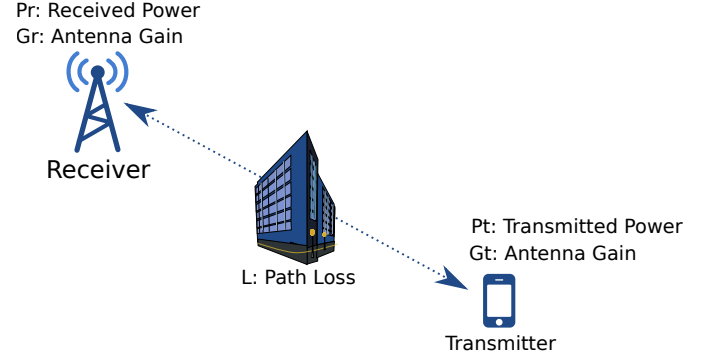 Pr: Received Power
Gr: Antenna Gain
Receiver
L: Path Loss
Pt: Transmitted Power
Gt: Antenna Gain
Transmitter